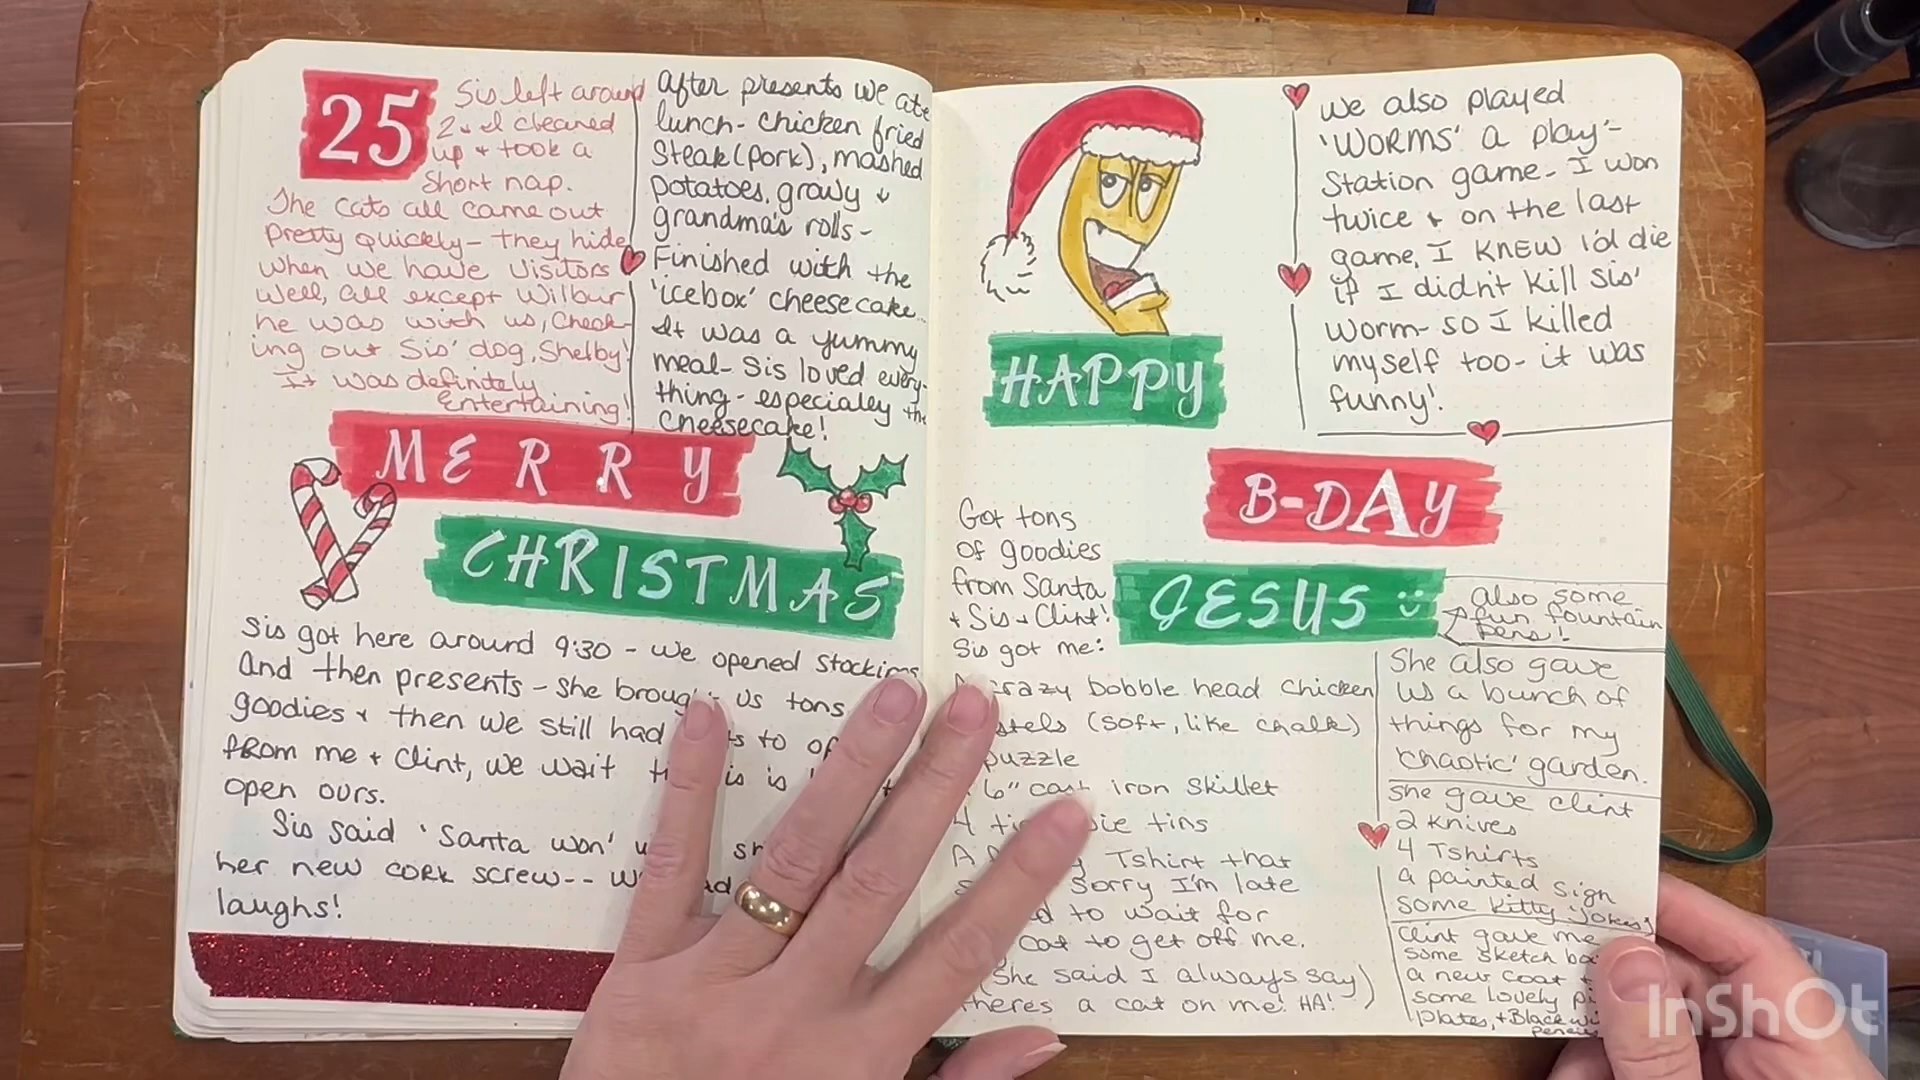 25
Sis left around
2 & I cleaned
up & took a
short nap.
The cats all came out
pretty quickly - they hide
when we have visitors
well, all except Wilbur
he was with us, check-
ing out Sis' dog, Shelby!
It was definitely
entertaining!
After presents we ate
lunch - chicken fried
steak (pork), mashed
potatoes, gravy &
grandma's rolls -
Finished with the
'icebox' cheesecake..
It was a yummy
meal - Sis loved every-
thing - especially the
cheesecake!
MERRY
CHRISTMAS
Sis got here around 9:30 - we opened stockings
and then presents - she brought us tons
goodies & then we still had to
from me & Clint, we wait
open ours.
Sis said 'Santa won'
her new cork screw -- 
laughs!
HAPPY
B-DAY
JESUS
we also played
'WORMS' a play-
station game - I won
twice & on the last
game, I KNEW I'd die
if I didn't kill Sis'
worm - so I killed
myself too - it was
funny!
Got tons
of goodies
from Santa
& Sis & Clint!
Sis got me:
crazy bobble head chicken
(soft, like chalk)
puzzle
6" cast iron skillet
4 tins
A Tshirt that
sorry I'm late
to wait for
cat to get off me.
(She said I always say
theres a cat on me! HA!)
also some
fun fountain
pens!
She also gave
us a bunch of
things for my
'chaotic' garden.
She gave Clint
2 knives
4 Tshirts
a painted sign
some kitty jokes!
Clint gave me
some sketch
a new coat +
some lovely
plates, + Black
InShOt